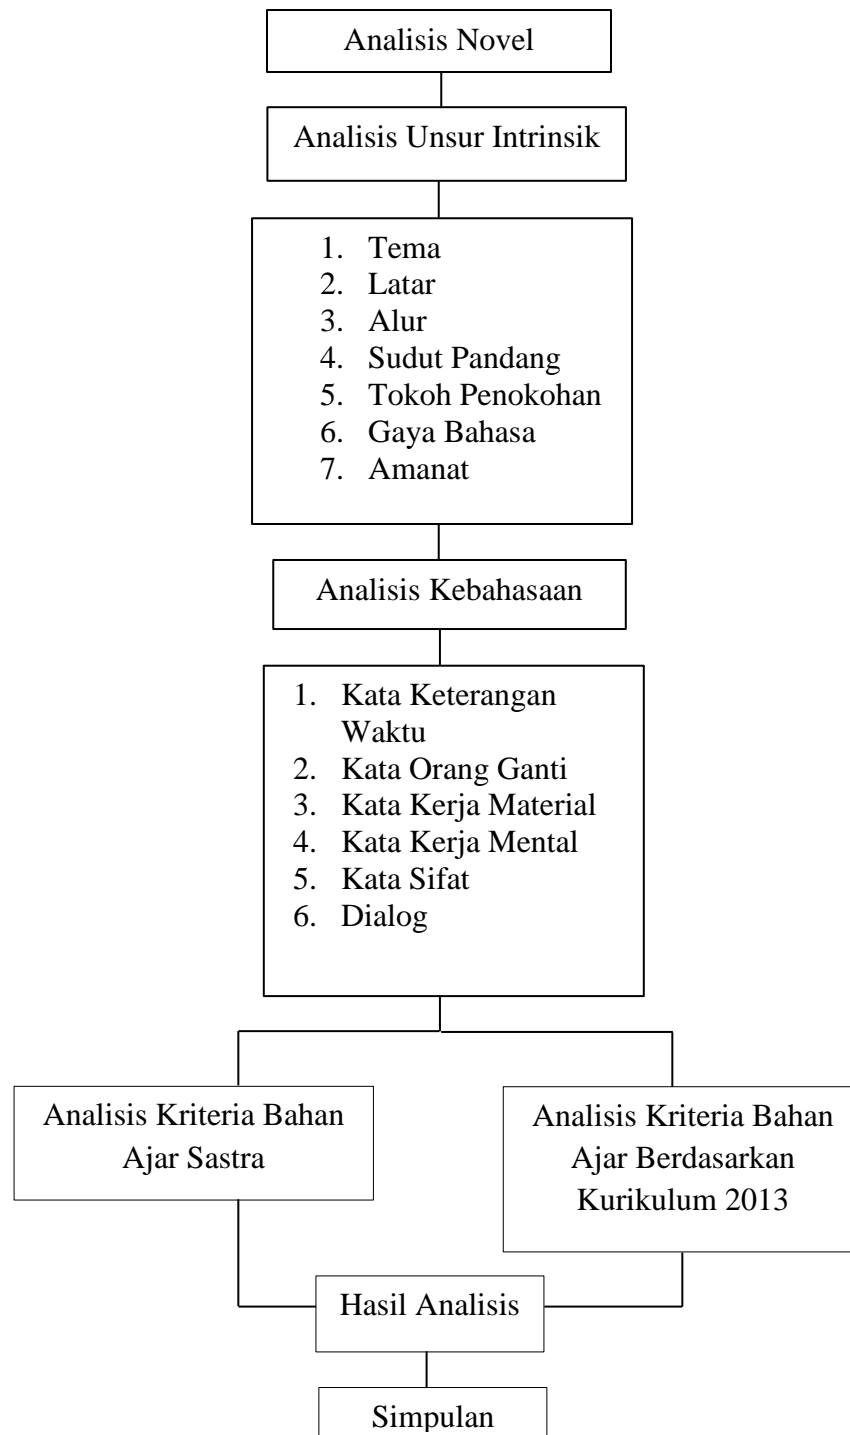 Analisis Novel
Analisis Unsur Intrinsik
1. Tema
2. Latar
3. Alur
4. Sudut Pandang
5. Tokoh Penokohan
6. Gaya Bahasa
7. Amanat
Analisis Kebahasaan
1. Kata Keterangan
Waktu
2. Kata Orang Ganti
3. Kata Kerja Material
4. Kata Kerja Mental
5. Kata Sifat
6. Dialog
Analisis Kriteria Bahan
Ajar Sastra
Analisis Kriteria Bahan
Ajar Berdasarkan
Kurikulum 2013
Hasil Analisis
Simpulan